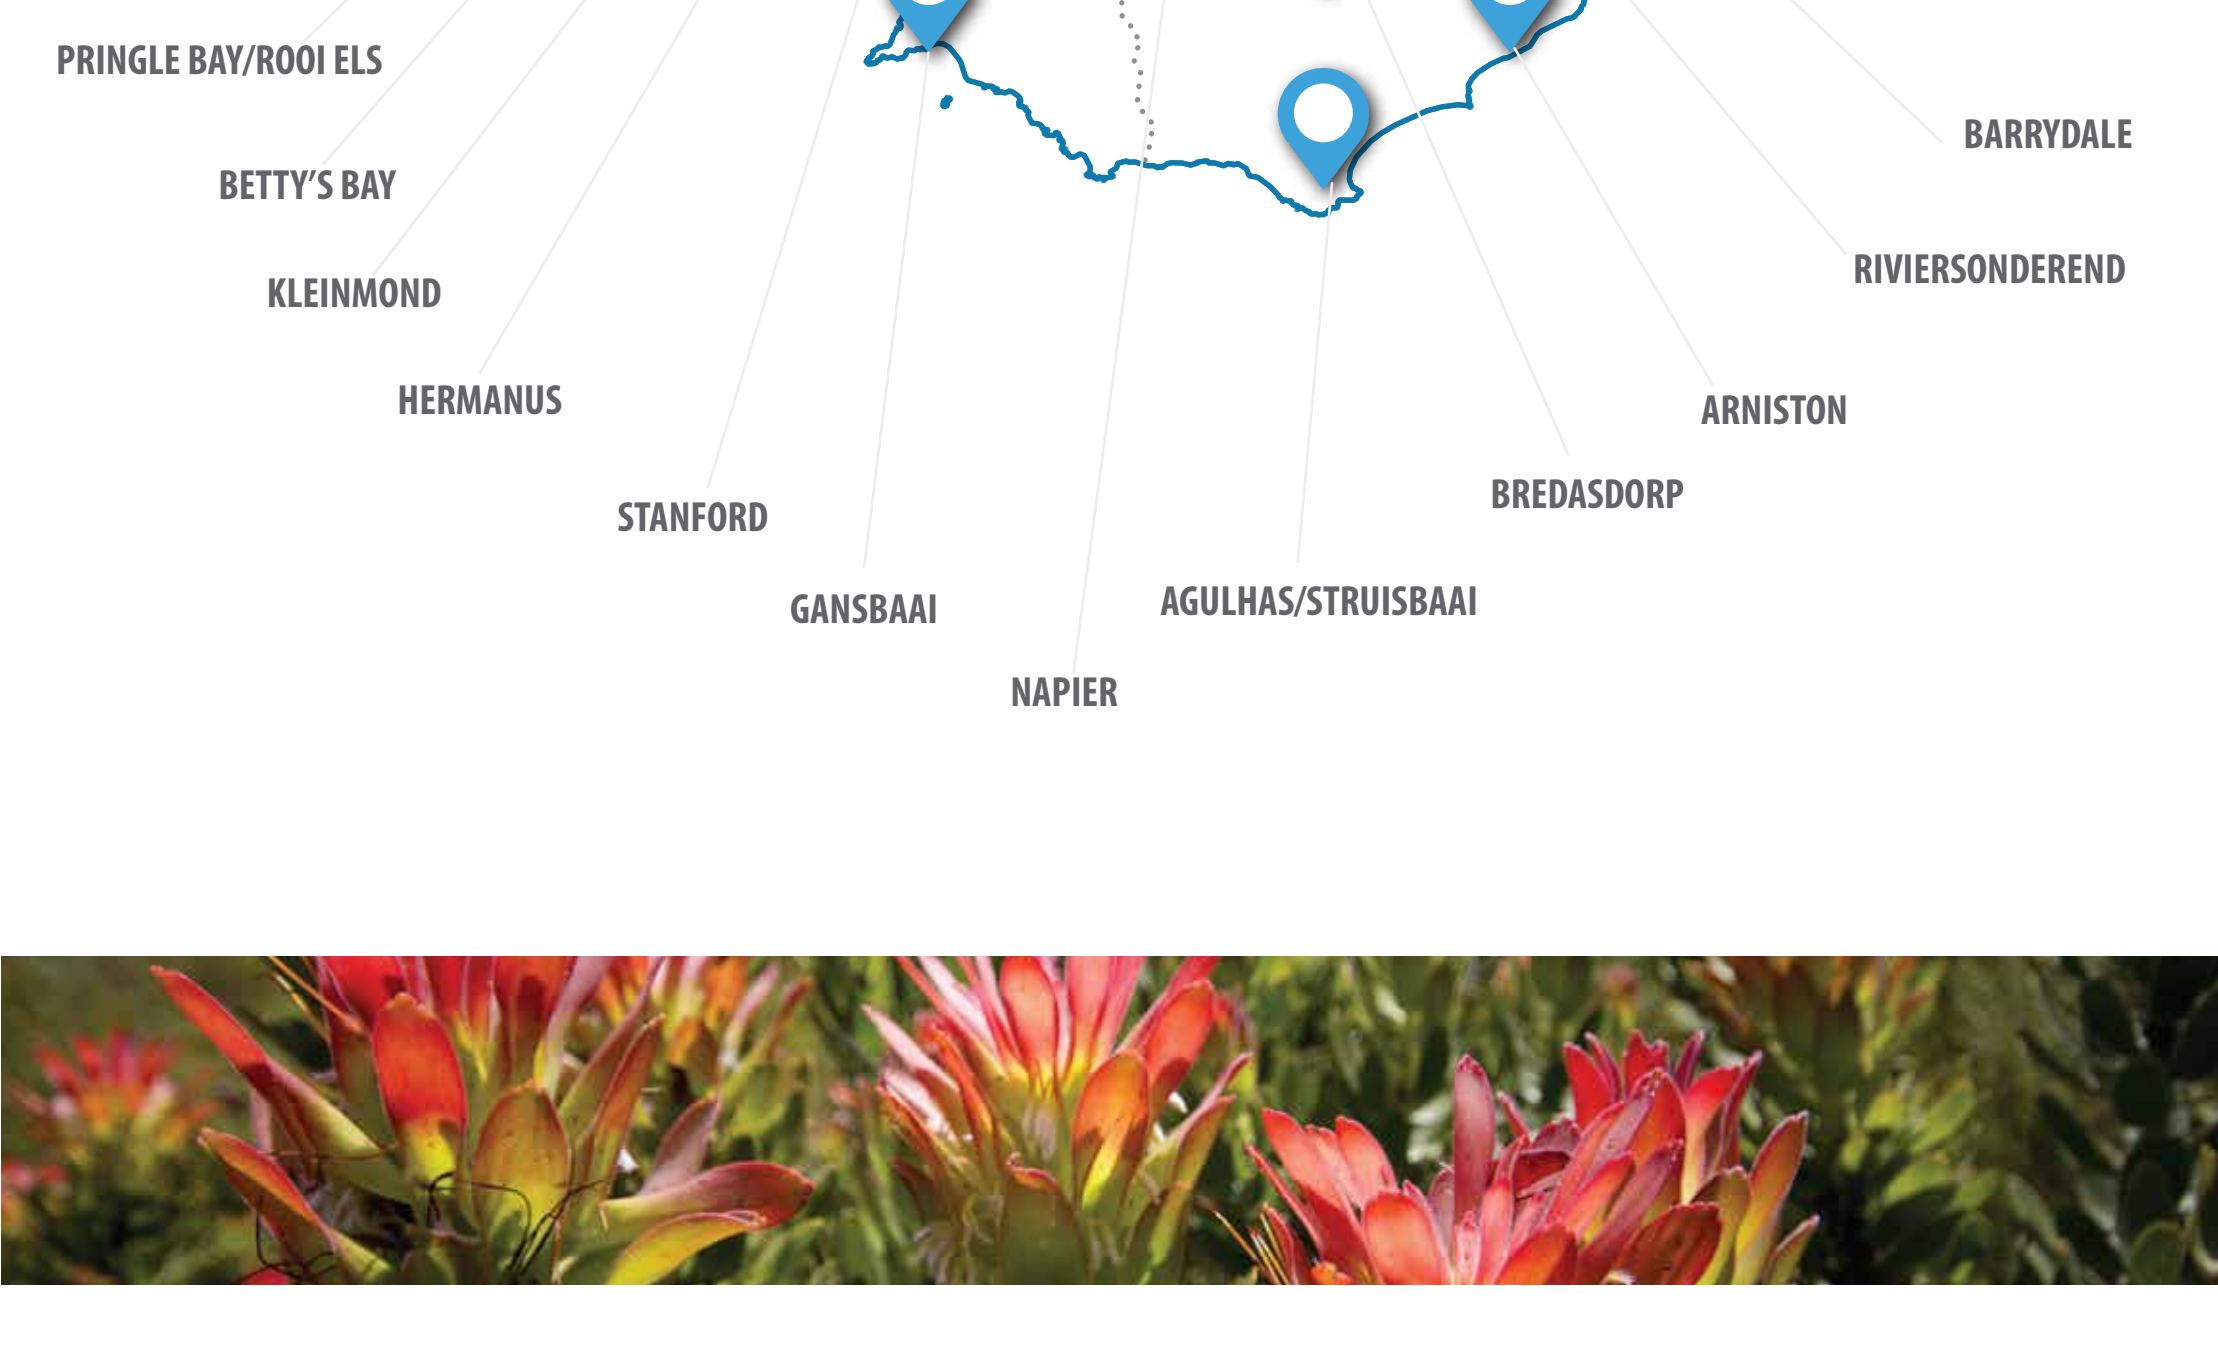 PRINGLE BAY/ROOI ELS
BARRYDALE
BETTY'S BAY
RIVIERSONDEREND
KLEINMOND
HERMANUS
ARNISTON
BREDASDORP
STANFORD
AGULHAS/STRUISBAAI
GANSBAAI
NAPIER